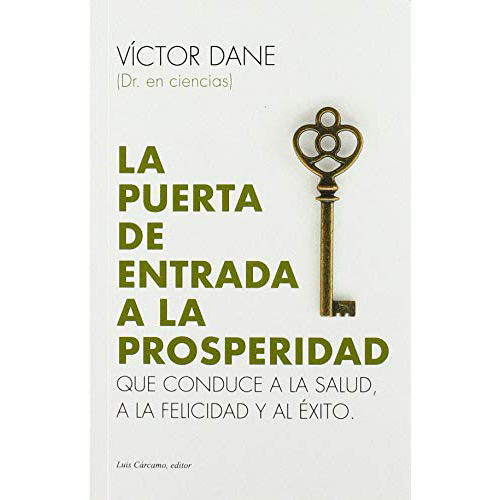 VÍCTOR DANE
(Dr. en ciencias)
LA
PUERTA
DE
ENTRADA
A LA
PROSPERIDAD
QUE CONDUCE A LA SALUD,
A LA FELICIDAD Y AL ÉXITO.
Luis Cárcamo, editor